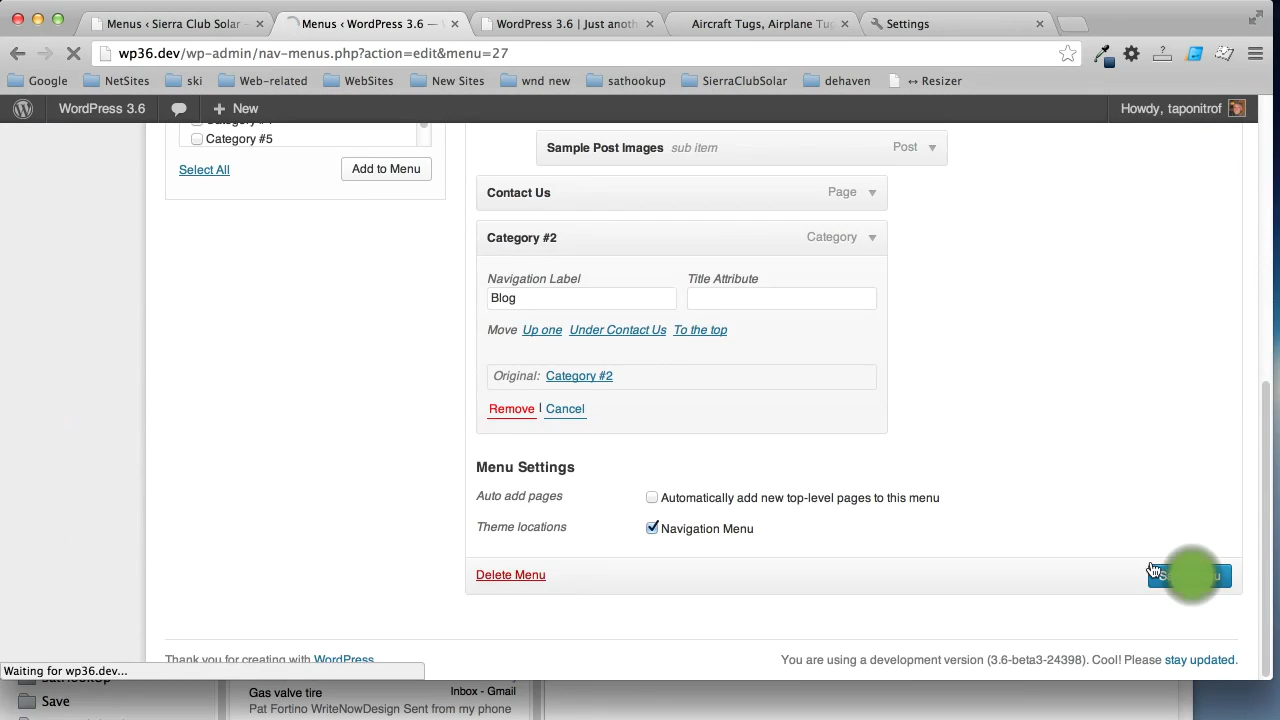 Menus ‹ Sierra Club Solar –
Menus ‹ WordPress 3.6 —
WordPress 3.6 | Just anoth
Aircraft Tugs, Airplane Tug
Settings
wp36.dev/wp-admin/nav-menus.php?action=edit&menu=27
Google
NetSites
ski
Web-related
WebSites
New Sites
wnd new
sathookup
SierraClubSolar
dehaven
↔ Resizer
WordPress 3.6
+ New
Howdy, taponitrof
Category #5
Select All
Add to Menu
Sample Post Images sub item
Post
Contact Us
Page
Category #2
Category
Navigation Label
Title Attribute
Blog
Move Up one Under Contact Us To the top
Original: Category #2
Remove | Cancel
Menu Settings
Auto add pages
Automatically add new top-level pages to this menu
Theme locations
Navigation Menu
Delete Menu
Thank you for creating with WordPress
You are using a development version (3.6-beta3-24398). Cool! Please stay updated.
Waiting for wp36.dev...
Save
Gas valve tire
Inbox - Gmail
Pat Fortino WriteNowDesign Sent from my phone